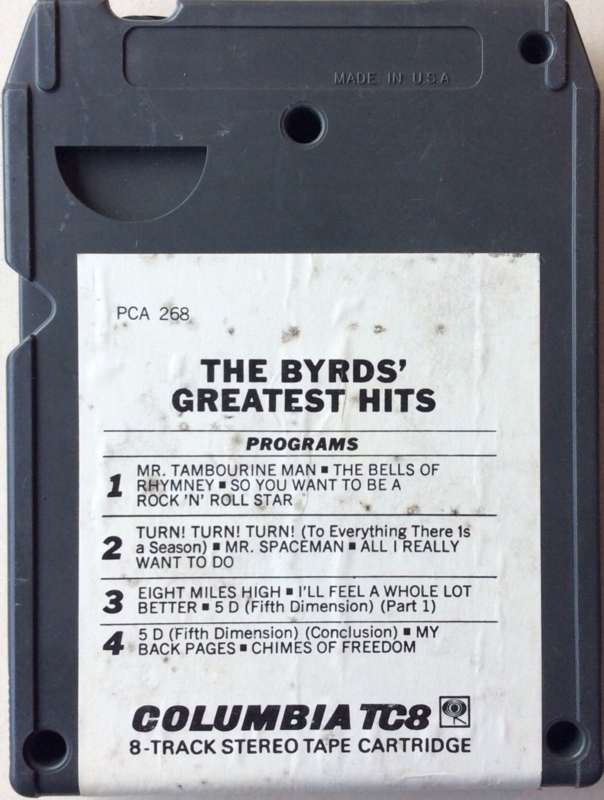 MADE IN U.S.A
PCA 268
THE BYRDS'
GREATEST HITS
PROGRAMS
1 MR. TAMBOURINE MAN ■ THE BELLS OF
RHYMNEY ■ SO YOU WANT TO BE A
ROCK 'N' ROLL STAR
2 TURN! TURN! TURN! (To Everything There is
a Season) ■ MR. SPACEMAN ■ ALL I REALLY
WANT TO DO
3 EIGHT MILES HIGH ■ I'LL FEEL A WHOLE LOT
BETTER ■ 5 D (Fifth Dimension) (Part 1)
4 5 D (Fifth Dimension) (Conclusion) ■ MY
BACK PAGES ■ CHIMES OF FREEDOM
COLUMBIA TC8
8-TRACK STEREO TAPE CARTRIDGE